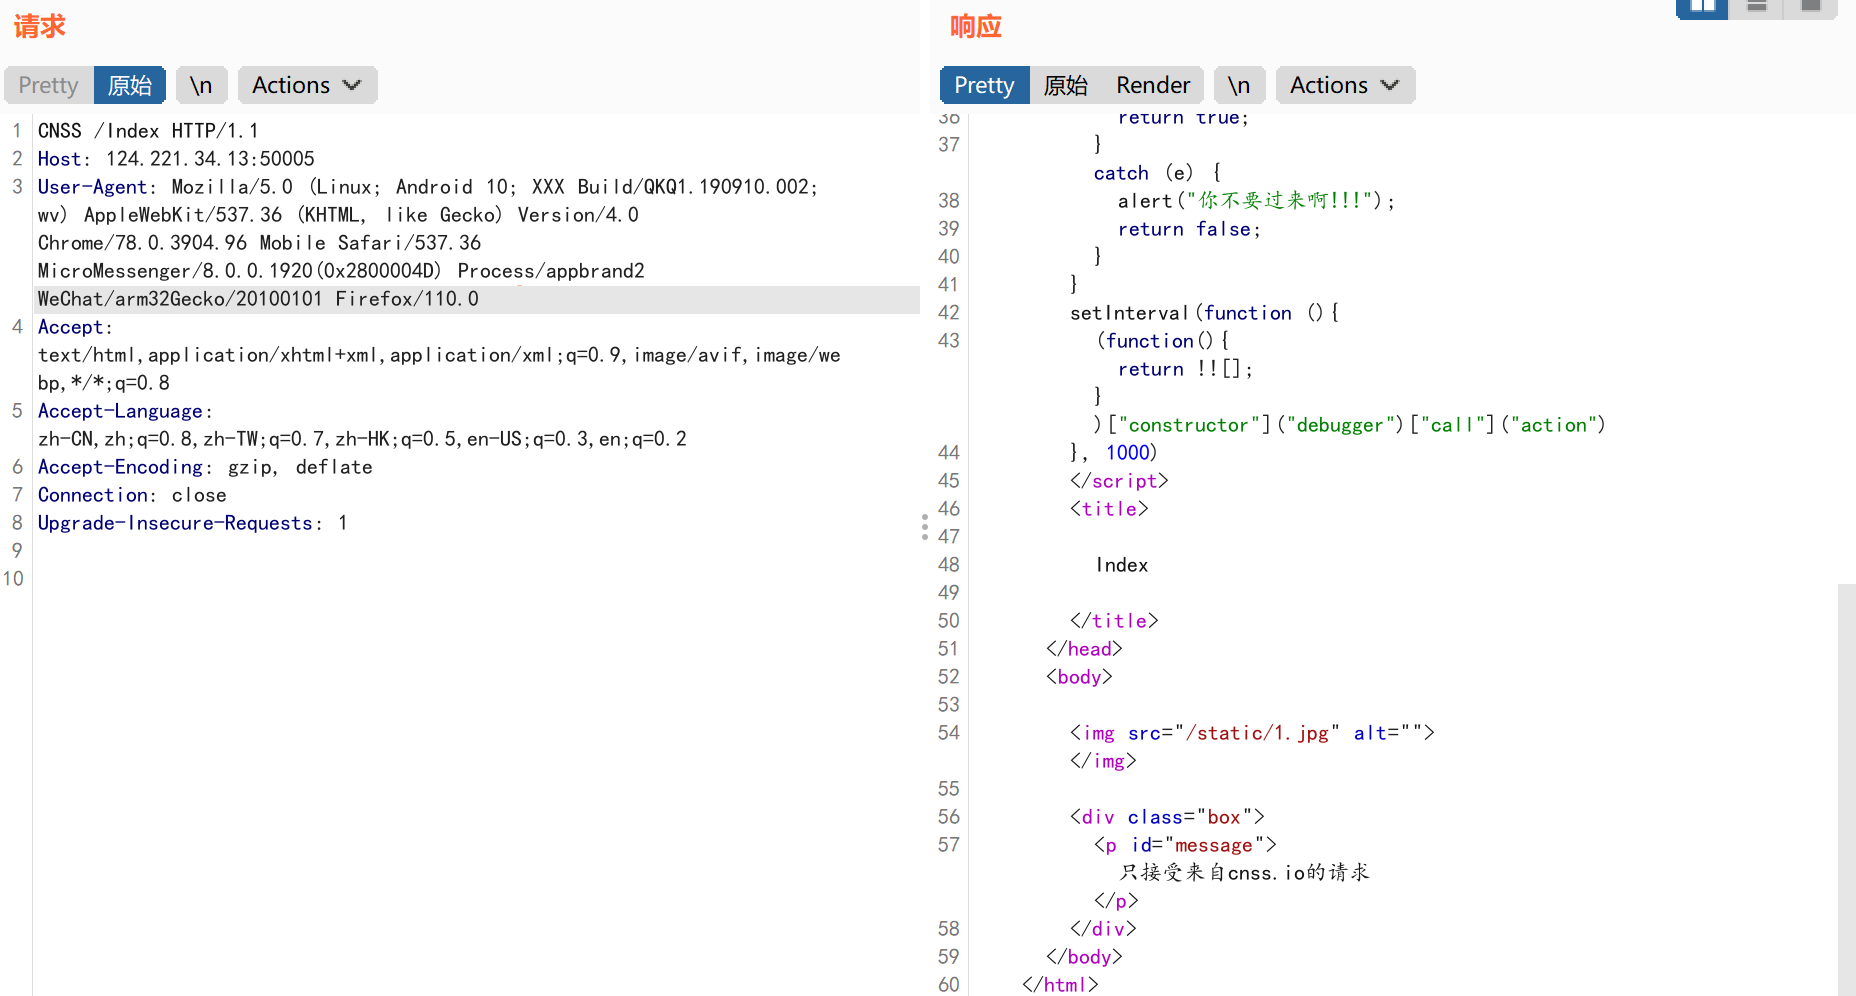 请求
Pretty 原始 \n Actions
1 CNSS /Index HTTP/1.1
2 Host: 124.221.34.13:50005
3 User-Agent: Mozilla/5.0 (Linux; Android 10; XXX Build/QKQ1.190910.002;
wv) AppleWebKit/537.36 (KHTML, like Gecko) Version/4.0
Chrome/78.0.3904.96 Mobile Safari/537.36
MicroMessenger/8.0.0.1920(0x2800004D) Process/appbrand2
WeChat/arm32Gecko/20100101 Firefox/110.0
4 Accept:
text/html,application/xhtml+xml,application/xml;q=0.9,image/avif,image/we
bp,*/*;q=0.8
5 Accept-Language:
zh-CN,zh;q=0.8,zh-TW;q=0.7,zh-HK;q=0.5,en-US;q=0.3,en;q=0.2
6 Accept-Encoding: gzip, deflate
7 Connection: close
8 Upgrade-Insecure-Requests: 1
9
10
响应
Pretty 原始 Render \n Actions
36 return true;
37 }
catch (e) {
38 alert("你不要过来啊!!!");
39 return false;
40 }
41 }
42 setInterval(function (){
43 (function(){
return !![];
}
)["constructor"]("debugger")["call"]("action")
44 }, 1000)
45 </script>
46 <title>
47
48 Index
49
50 </title>
51 </head>
52 <body>
53
54 <img src="/static/1.jpg" alt="">
</img>
55
56 <div class="box">
57 <p id="message">
只接受来自cnss.io的请求
</p>
58 </div>
59 </body>
60 </html>